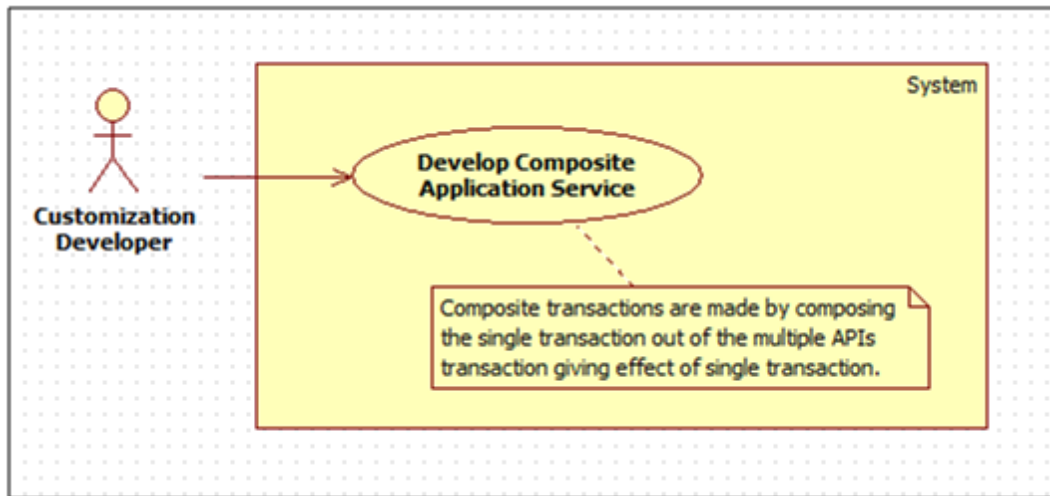 System
Develop Composite
Application Service
Customization
Developer
Composite transactions are made by composing
the single transaction out of the multiple APIs
transaction giving effect of single transaction.